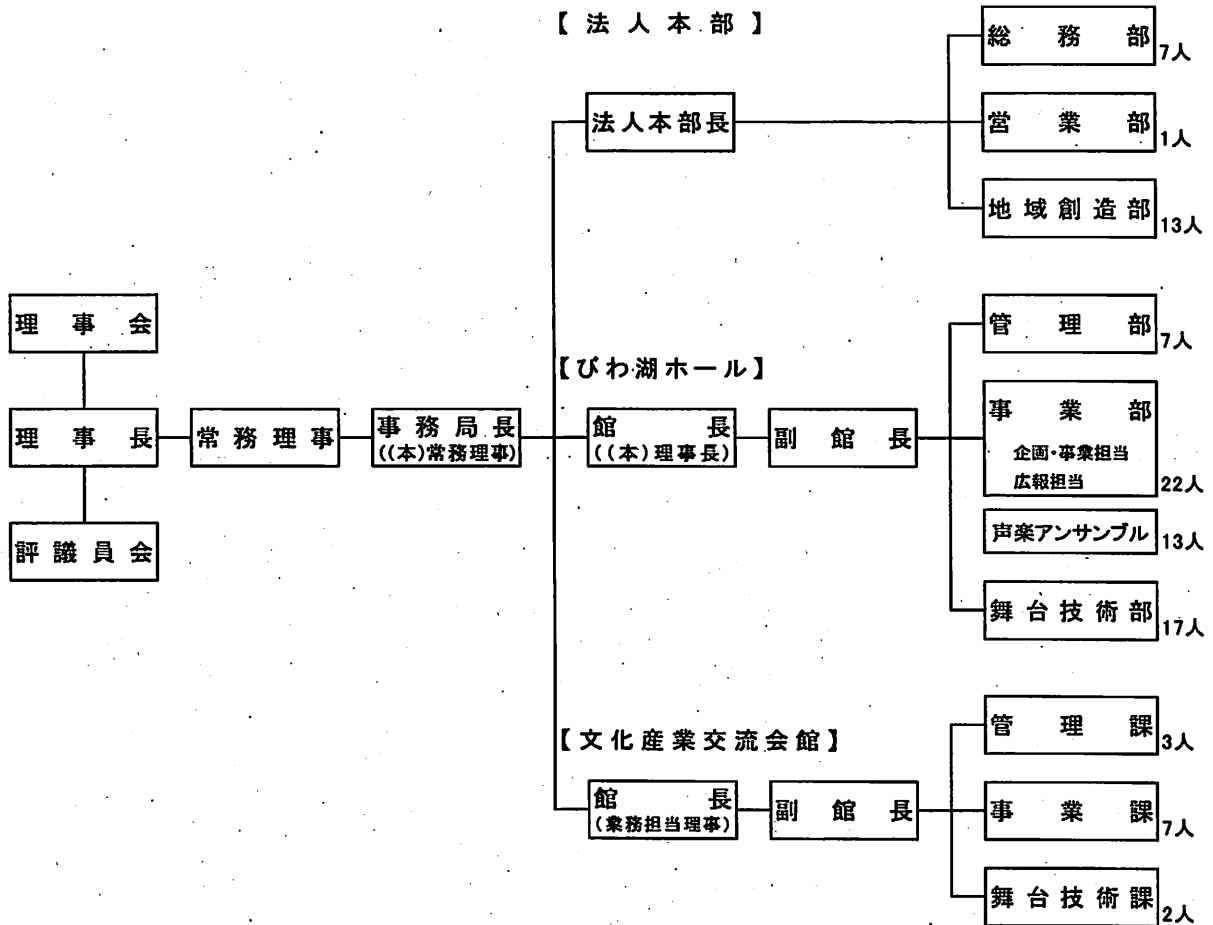 【法人本部】
総務部 7人
法人本部長
営業部 1人
地域創造部 13人
理事会
理事長
評議員会
常務理事
事務局長
((本)常務理事)
【びわ湖ホール】
館長
((本)理事長)
副館長
管理部 7人
事業部
企画・事業担当
広報担当 22人
声楽アンサンブル 13人
舞台技術部 17人
【文化産業交流会館】
館長
(業務担当理事)
副館長
管理課 3人
事業課 7人
舞台技術課 2人